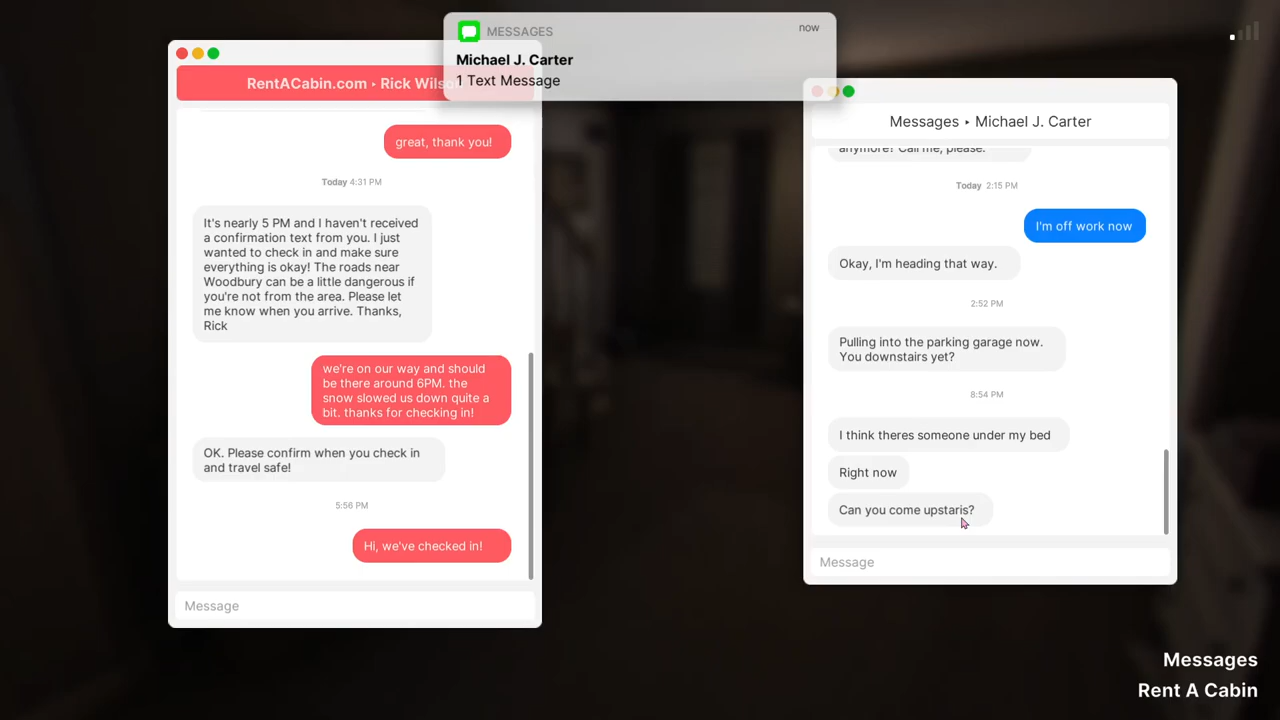 MESSAGES
now
Michael J. Carter
1 Text Message
RentACabin.com ‣ Rick Wilso
great, thank you!
Today 4:31 PM
It's nearly 5 PM and I haven't received
a confirmation text from you. I just
wanted to check in and make sure
everything is okay! The roads near
Woodbury can be a little dangerous if
you're not from the area. Please let
me know when you arrive. Thanks,
Rick
we're on our way and should
be there around 6PM. the
snow slowed us down quite a
bit. thanks for checking in!
OK. Please confirm when you check in
and travel safe!
5:56 PM
Hi, we've checked in!
Message
Messages ‣ Michael J. Carter
anymore? Call me, please.
Today 2:15 PM
I'm off work now
Okay, I'm heading that way.
2:52 PM
Pulling into the parking garage now.
You downstairs yet?
8:54 PM
I think theres someone under my bed
Right now
Can you come upstaris?
Message
Messages
Rent A Cabin